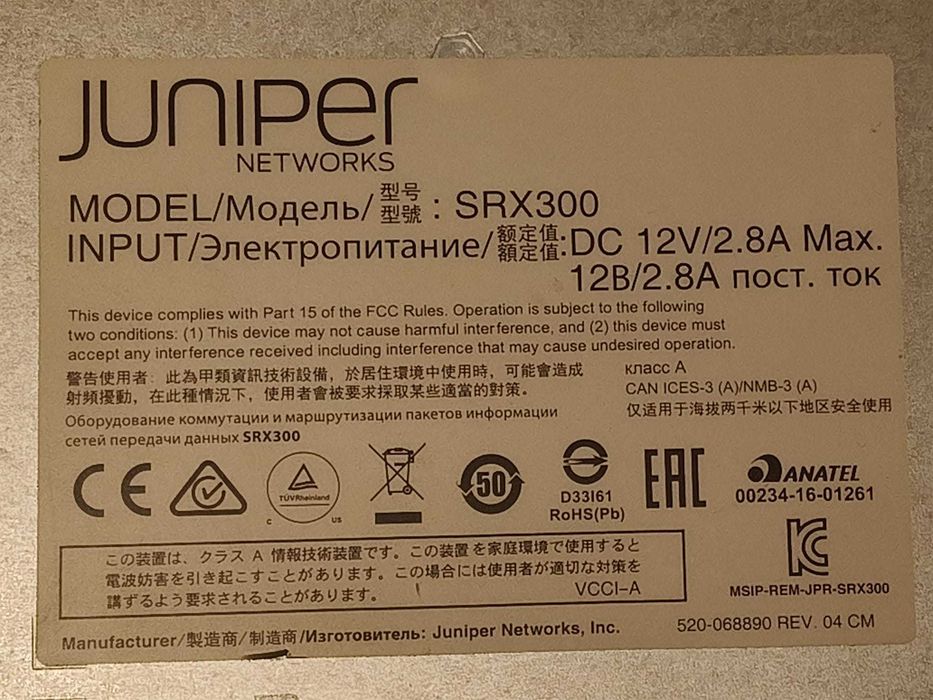 JUNIPer
NETWORKS
MODEL/Модель/型号 型號: SRX300
INPUT/Электропитание/额定值 額定值:DC 12V/2.8A Max.
12В/2.8А пост. ток
This device complies with Part 15 of the FCC Rules. Operation is subject to the following
two conditions: (1) This device may not cause harmful interference, and (2) this device must
accept any interference received including interference that may cause undesired operation.
警告使用者: 此為甲類資訊技術設備, 於居住環境中使用時, 可能會造成
射頻擾動, 在此種情況下, 使用者會被要求採取某些適當的對策。
класс А
CAN ICES-3 (A)/NMB-3 (A)
仅适用于海拔两千米以下地区安全使用
Оборудование коммутации и маршрутизации пакетов информации
сетей передачи данных SRX300
CE
TÜVRheinland
C US
50
D33I61
RoHS(Pb)
EAC
ANATEL
00234-16-01261
この装置は、クラス A 情報技術装置です。この装置を家庭環境で使用すると
電波妨害を引き起こすことがあります。この場合には使用者が適切な対策を
講ずるよう要求されることがあります。 VCCI-A
KC
MSIP-REM-JPR-SRX300
Manufacturer/製造商/制造商/Изготовитель: Juniper Networks, Inc.
520-068890 REV. 04 CM